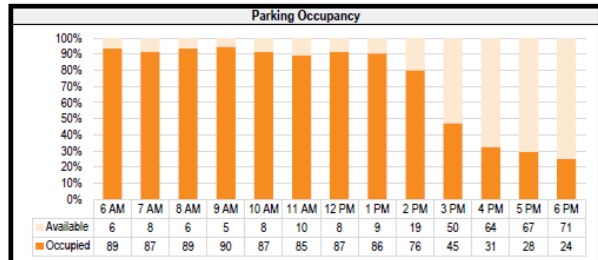 Parking Occupancy
100%
90%
80%
70%
60%
50%
40%
30%
20%
10%
0%
6 AM 7 AM 8 AM 9 AM 10 AM 11 AM 12 PM 1 PM 2 PM 3 PM 4 PM 5 PM 6 PM
Available 6 8 6 5 8 10 8 9 19 50 64 67 71
Occupied 89 87 89 90 87 85 87 86 76 45 31 28 24